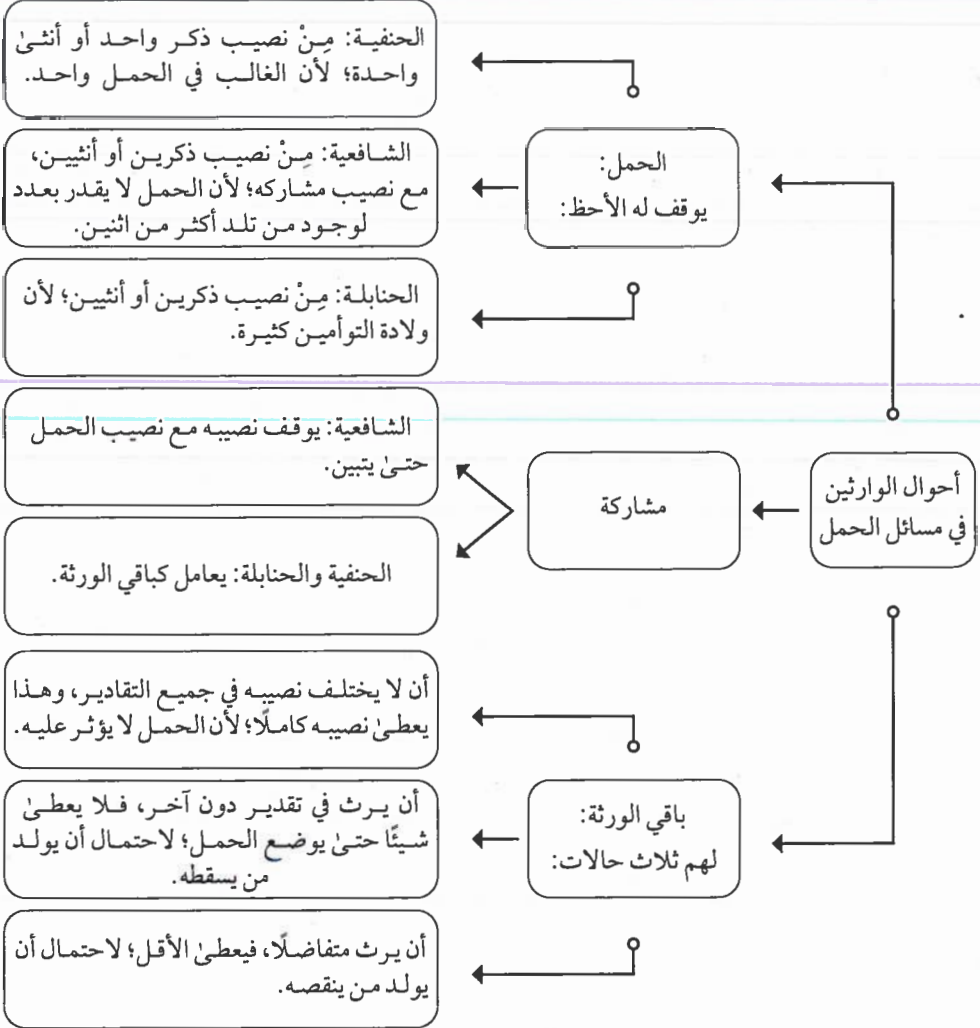 أحوال الوارثين
في مسائل الحمل
الحمل:
يوقف له الأحظ:
الحنفية: مِنْ نصيب ذكر واحد أو أنثىٰ
واحدة؛ لأن الغالب في الحمل واحد.
الشافعية: مِنْ نصيب ذكرين أو أنثيين،
مع نصيب مشاركه؛ لأن الحمل لا يقدر بعدد
لوجود من تلد أكثر من اثنين.
الحنابلة: مِنْ نصيب ذكرين أو أنثيين؛ لأن
ولادة التوأمين كثيرة.
مشاركة
الشافعية: يوقف نصيبه مع نصيب الحمل
حتىٰ يتبين.
الحنفية والحنابلة: يعامل كباقي الورثة.
باقي الورثة:
لهم ثلاث حالات:
أن لا يختلف نصيبه في جميع التقادير، وهذا
يعطىٰ نصيبه كاملًا؛ لأن الحمل لا يؤثر عليه.
أن يرث في تقدير دون آخر، فلا يعطىٰ
شيئًا حتىٰ يوضع الحمل؛ لاحتمال أن يولد
من يسقطه.
أن يرث متفاضلًا، فيعطىٰ الأقل؛ لاحتمال أن
يولد من ينقصه.